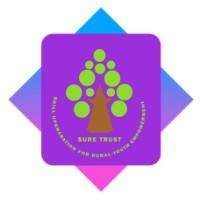 SURE TRUST
SKILL UPGRADATION FOR RURAL-YOUTH EMPOWERMENT